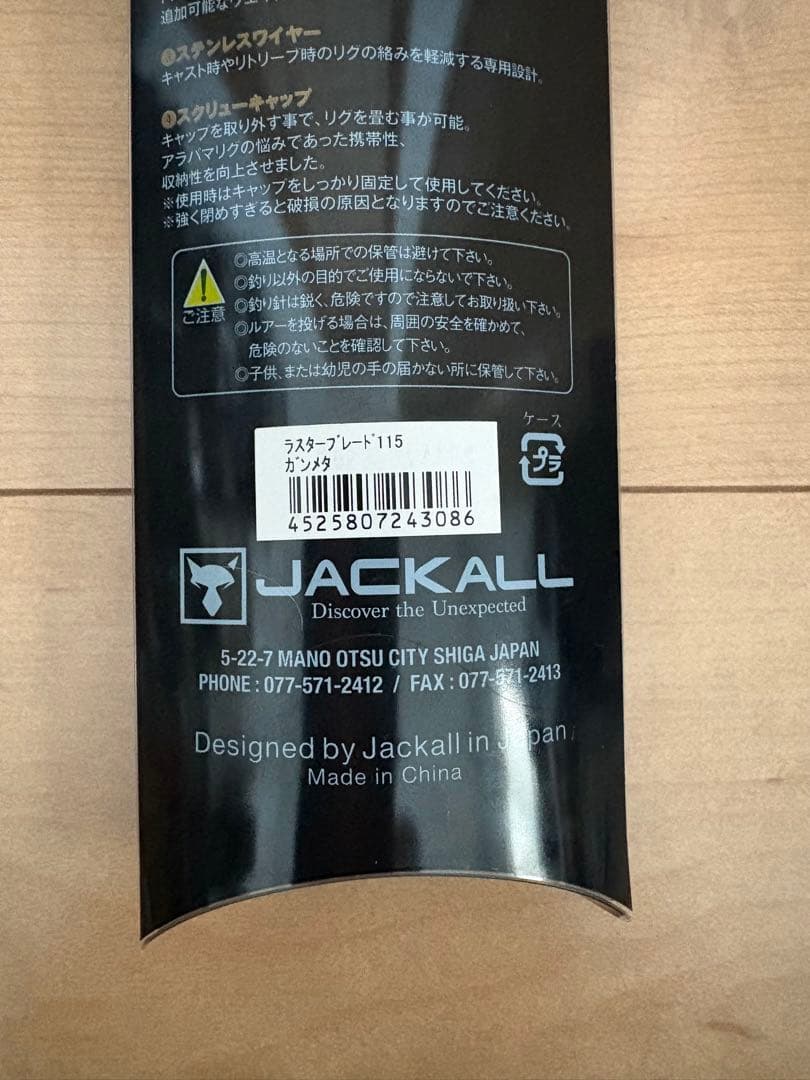 追加可能なウェイ
❸ステンレスワイヤー
キャスト時やリトリーブ時のリグの絡みを軽減する専用設計。
❹スクリューキャップ
キャップを取り外す事で、リグを畳む事が可能。
アラバマリグの悩みであった携帯性、
収納性を向上させました。
※使用時はキャップをしっかり固定して使用してください。
※強く閉めすぎると破損の原因となりますのでご注意ください。
ご注意
◎高温となる場所での保管は避けて下さい。
◎釣り以外の目的でご使用にならないで下さい。
◎釣り針は鋭く、危険ですので注意してお取り扱い下さい。
◎ルアーを投げる場合は、周囲の安全を確かめて、
危険のないことを確認して下さい。
◎子供、または幼児の手の届かない所に保管して下さい。
ケース
プラ
ラスターブレード115
ガンメタ
4525807243086
JACKALL
Discover the Unexpected
5-22-7 MANO OTSU CITY SHIGA JAPAN
PHONE : 077-571-2412 / FAX : 077-571-2413
Designed by Jackall in Japan
Made in China